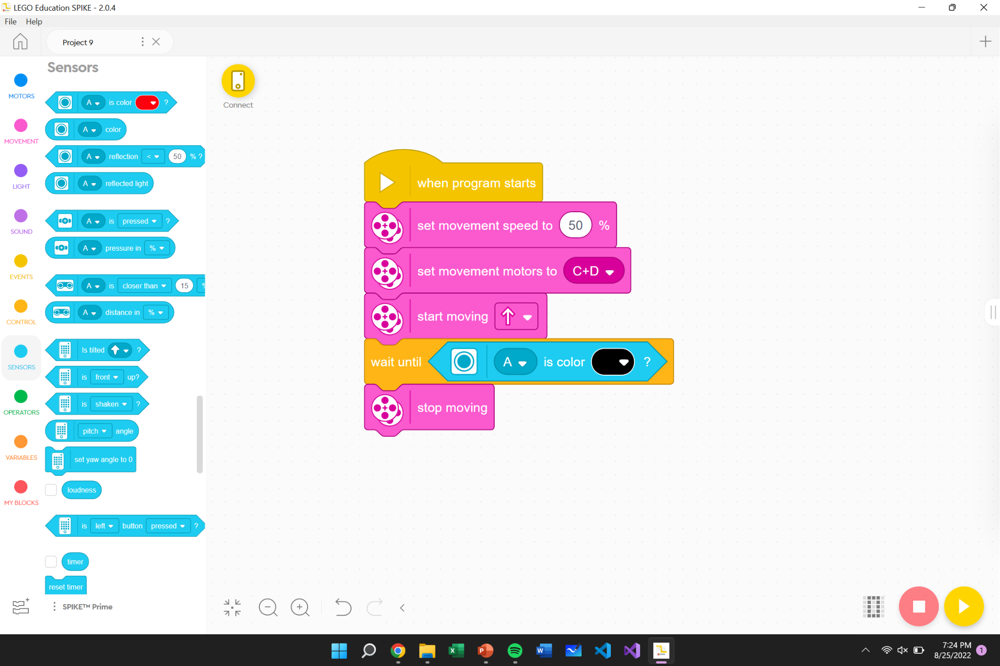 LEGO Education SPIKE - 2.0.4
File Help
Project 9
Sensors
MOTORS
MOVEMENT
LIGHT
SOUND
EVENTS
CONTROL
SENSORS
OPERATORS
VARIABLES
MY BLOCKS
A is color ?
A color
A reflection < 50 % ?
A reflected light
A is pressed ?
A pressure in %
A is closer than 15 %
A distance in %
Is tilted ?
is front up?
is shaken ?
pitch angle
set yaw angle to 0
loudness
is left button pressed ?
timer
reset timer
SPIKE™ Prime
Connect
when program starts
set movement speed to 50 %
set movement motors to C+D
start moving
wait until A is color ?
stop moving
7:24 PM
8/25/2022 1